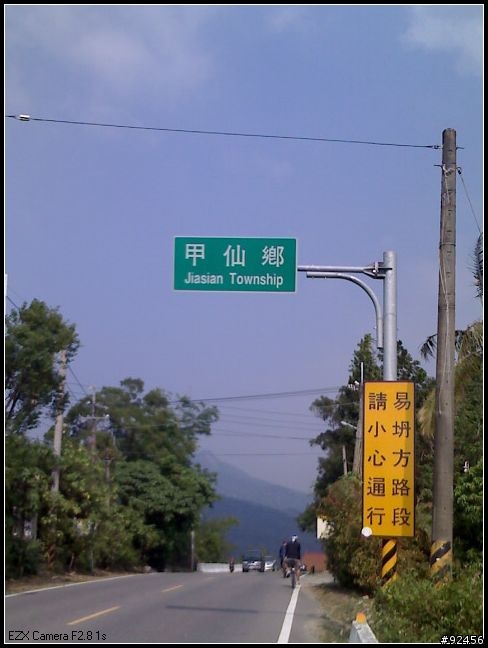 甲仙鄉
Jiasian Township
易坍方路段
請小心通行
EZX Camera F2.8 1s
#.92456